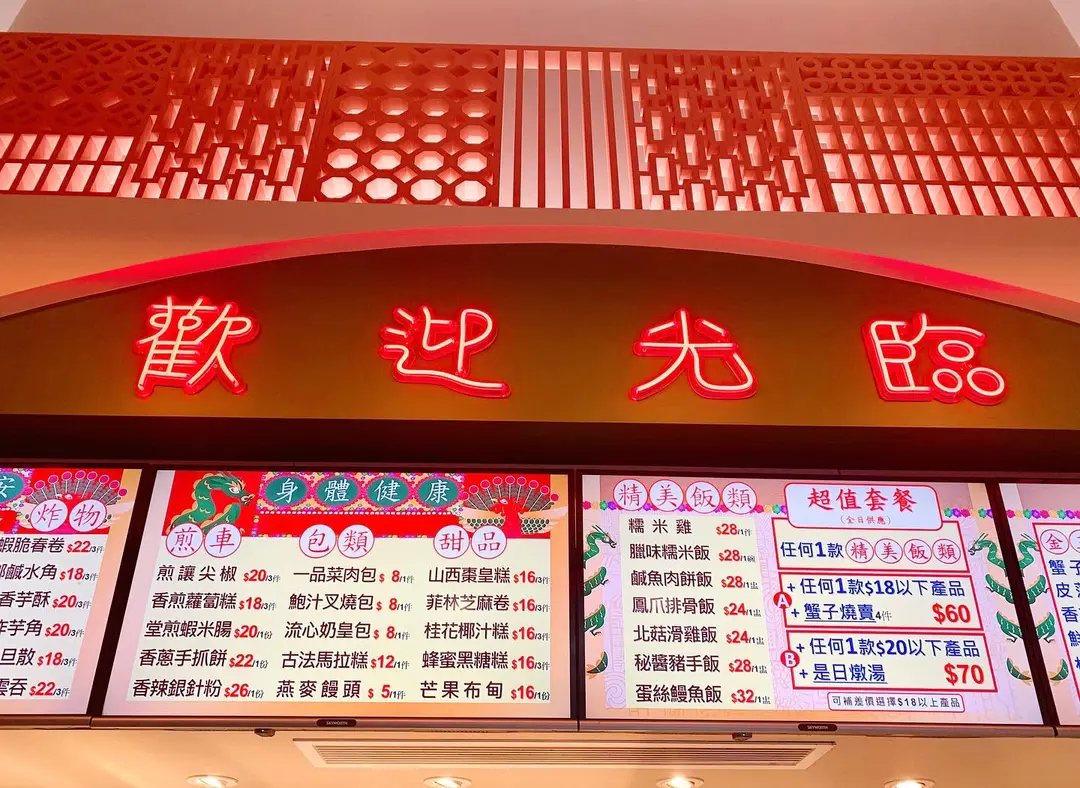 歡迎光臨
安
炸物
蝦脆春卷 $22/3件
鹹水角 $18/3件
香芋酥 $20/3件
芋角 $20/3件
旦散 $18/3件
雲吞 $22/3件
身體健康
煎車
煎讓尖椒 $20/3件
香煎蘿蔔糕 $18/3件
堂煎蝦米腸 $20/1份
香蔥手抓餅 $22/1份
香辣銀針粉 $26/1份
包類
一品菜肉包 $8/1件
鮑汁叉燒包 $8/1件
流心奶皇包 $8/1件
古法馬拉糕 $12/1件
燕麥饅頭 $5/1件
甜品
山西棗皇糕 $16/3件
菲林芝麻卷 $16/3件
桂花椰汁糕 $16/3件
蜂蜜黑糖糕 $16/3件
芒果布甸 $16/1份
精美飯類
糯米雞 $28/1件
臘味糯米飯 $28/1碗
鹹魚肉餅飯 $28/1出
鳳爪排骨飯 $24/1出
北菇滑雞飯 $24/1出
秘醬豬手飯 $28/1出
蛋絲鰻魚飯 $32/1出
超值套餐
(全日供應)
任何1款精美飯類
A
+ 任何1款$18以下產品
+ 蟹子燒賣4件 $60
B
+ 任何1款$20以下產品
+ 是日燉湯 $70
可補差價選擇$18以上產品
金
蟹子
皮
SKYWORTH
SKYWORTH